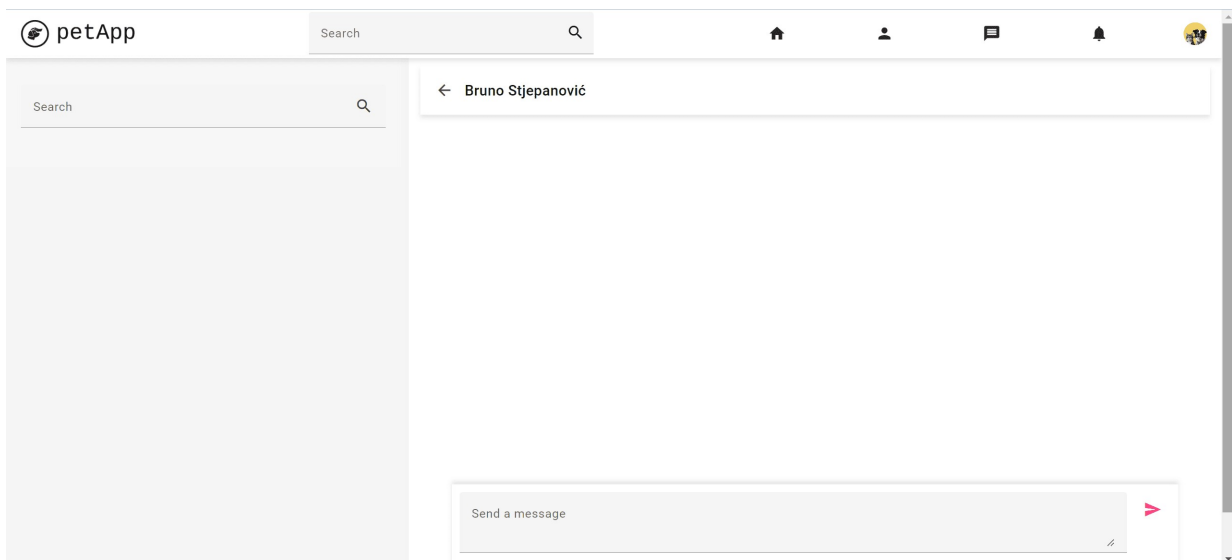 petApp
Search
Search
Bruno Stjepanović
Send a message